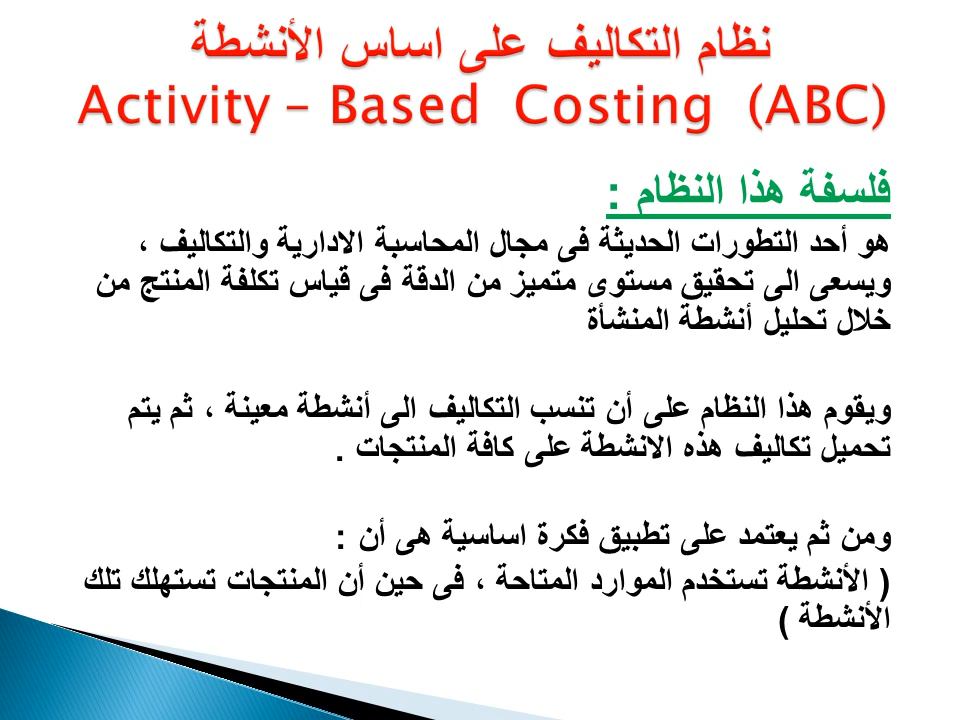 نظام التكاليف على اساس الأنشطة
Activity – Based Costing (ABC)
فلسفة هذا النظام :
هو أحد التطورات الحديثة فى مجال المحاسبة الادارية والتكاليف ،
ويسعى الى تحقيق مستوى متميز من الدقة فى قياس تكلفة المنتج من
خلال تحليل أنشطة المنشأة
ويقوم هذا النظام على أن تنسب التكاليف الى أنشطة معينة ، ثم يتم
تحميل تكاليف هذه الانشطة على كافة المنتجات .
ومن ثم يعتمد على تطبيق فكرة اساسية هى أن :
( الأنشطة تستخدم الموارد المتاحة ، فى حين أن المنتجات تستهلك تلك
الأنشطة )